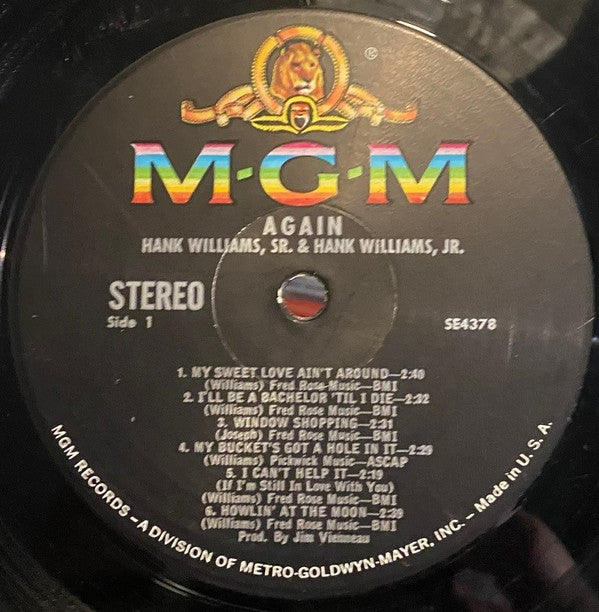 ®
M-G-M
AGAIN
HANK WILLIAMS, SR. & HANK WILLIAMS, JR.
STEREO
Side 1
SE4378
1. MY SWEET LOVE AIN'T AROUND—2:40
(Williams) Fred Rose Music—BMI
2. I'LL BE A BACHELOR 'TIL I DIE—2:32
(Williams) Fred Rose Music—BMI
3. WINDOW SHOPPING—2:31
(Joseph) Fred Rose Music—BMI
4. MY BUCKET'S GOT A HOLE IN IT—2:29
(Williams) Pickwick Music—ASCAP
5. I CAN'T HELP IT—2:19
(If I'm Still In Love With You)
(Williams) Fred Rose Music—BMI
6. HOWLIN' AT THE MOON—2:39
(Williams) Fred Rose Music—BMI
Prod. By Jim Vienneau
MGM RECORDS – A DIVISION OF METRO-GOLDWYN-MAYER, INC. – Made in U. S. A.